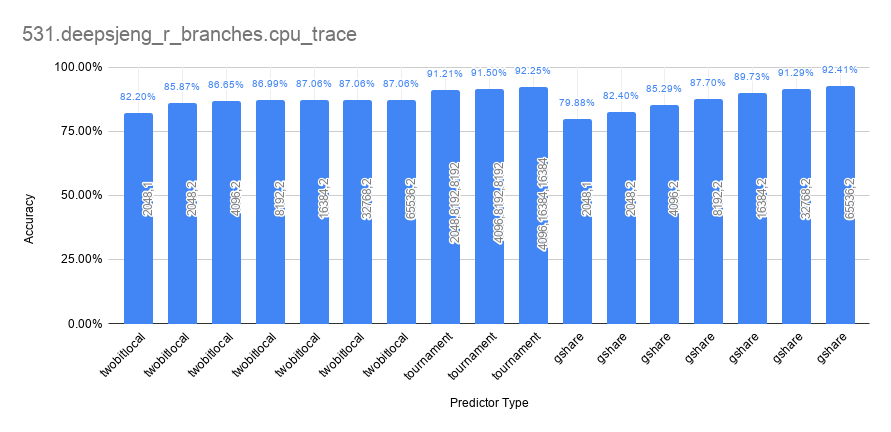 531.deepsjeng_r_branches.cpu_trace
Accuracy
100.00%
75.00%
50.00%
25.00%
0.00%
82.20%
85.87%
86.65%
86.99%
87.06%
87.06%
87.06%
91.21%
91.50%
92.25%
79.88%
82.40%
85.29%
87.70%
89.73%
91.29%
92.41%
2048,1
2048,2
4096,2
8192,2
16384,2
32768,2
65536,2
2048,8192,8192
4096,8192,8192
4096,16384,16384
2048,1
2048,2
4096,2
8192,2
16384,2
32768,2
65536,2
twobitlocal
twobitlocal
twobitlocal
twobitlocal
twobitlocal
twobitlocal
twobitlocal
tournament
tournament
tournament
gshare
gshare
gshare
gshare
gshare
gshare
gshare
Predictor Type